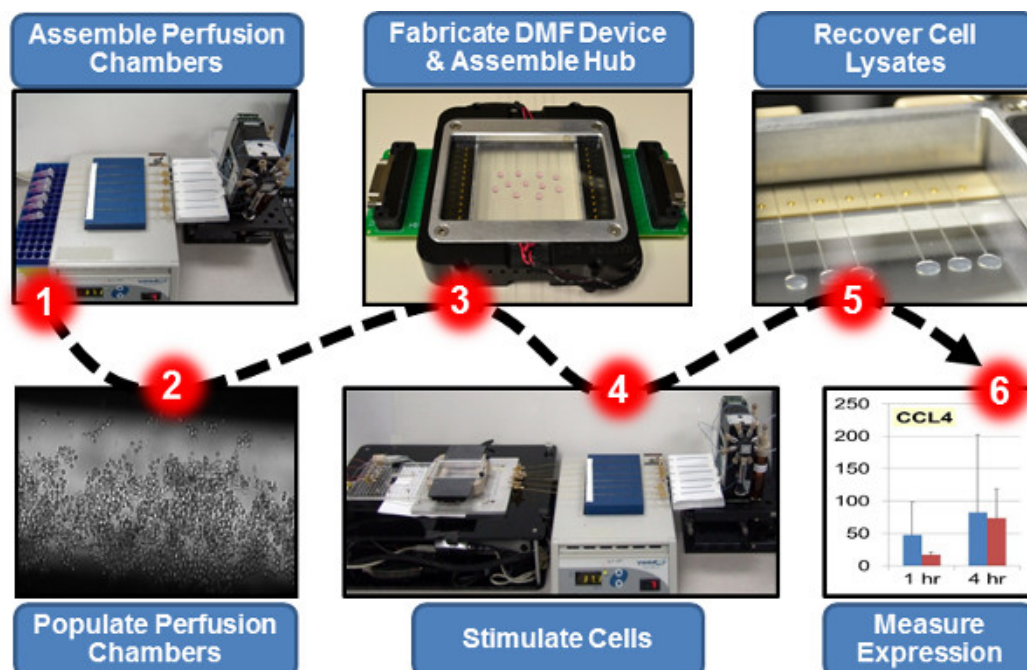 Assemble Perfusion
Chambers
Fabricate DMF Device
& Assemble Hub
Recover Cell
Lysates
1
3
5
2
4
6
250
CCL4
200
150
100
50
0
1 hr
4 hr
Populate Perfusion
Chambers
Stimulate Cells
Measure
Expression